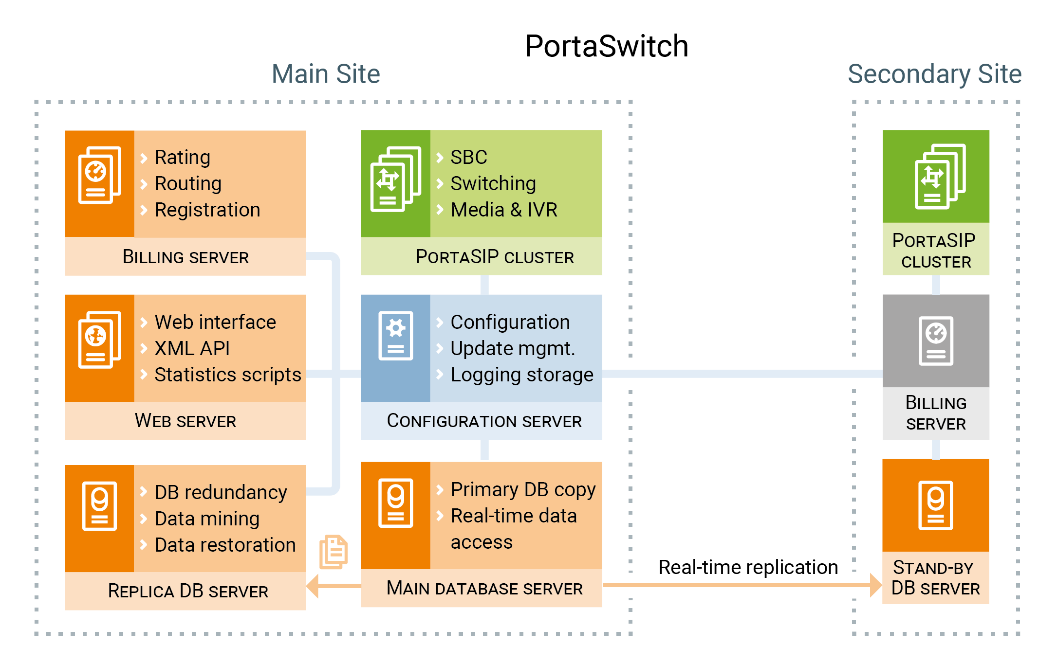 PortaSwitch
Main Site
Secondary Site
Rating
Routing
Registration
BILLING SERVER
SBC
Switching
Media & IVR
PORTASIP CLUSTER
PORTASIP
CLUSTER
Web interface
XML API
Statistics scripts
WEB SERVER
Configuration
Update mgmt.
Logging storage
CONFIGURATION SERVER
BILLING
SERVER
DB redundancy
Data mining
Data restoration
REPLICA DB SERVER
Primary DB copy
Real-time data
access
MAIN DATABASE SERVER
Real-time replication
STAND-BY
DB SERVER